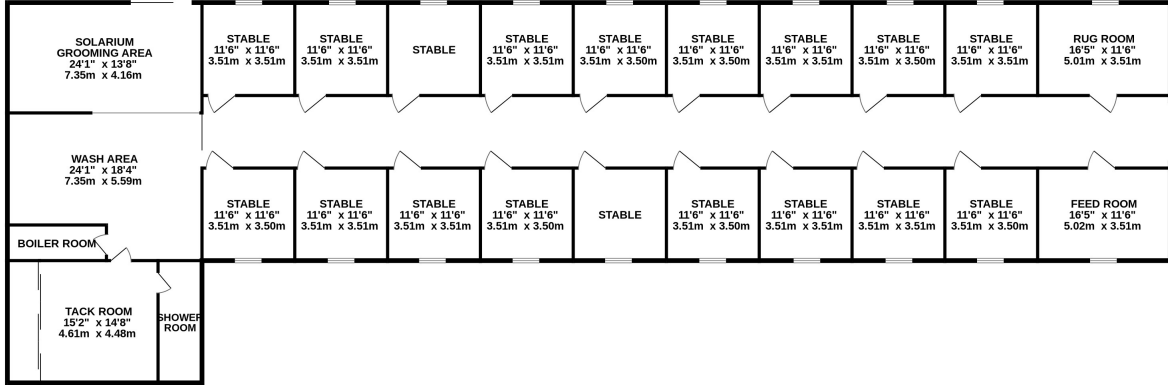 SOLARIUM
GROOMING AREA
24'1" x 13'8"
7.35m x 4.16m
STABLE
11'6" x 11'6"
3.51m x 3.51m
STABLE
11'6" x 11'6"
3.51m x 3.51m
STABLE
STABLE
11'6" x 11'6"
3.51m x 3.51m
STABLE
11'6" x 11'6"
3.51m x 3.50m
STABLE
11'6" x 11'6"
3.51m x 3.50m
STABLE
11'6" x 11'6"
3.51m x 3.51m
STABLE
11'6" x 11'6"
3.51m x 3.50m
STABLE
11'6" x 11'6"
3.51m x 3.51m
RUG ROOM
16'5" x 11'6"
5.01m x 3.51m
WASH AREA
24'1" x 18'4"
7.35m x 5.59m
STABLE
11'6" x 11'6"
3.51m x 3.50m
STABLE
11'6" x 11'6"
3.51m x 3.51m
STABLE
11'6" x 11'6"
3.51m x 3.51m
STABLE
11'6" x 11'6"
3.51m x 3.50m
STABLE
STABLE
11'6" x 11'6"
3.51m x 3.50m
STABLE
11'6" x 11'6"
3.51m x 3.51m
STABLE
11'6" x 11'6"
3.51m x 3.51m
STABLE
11'6" x 11'6"
3.51m x 3.50m
FEED ROOM
16'5" x 11'6"
5.02m x 3.51m
BOILER ROOM
TACK ROOM
15'2" x 14'8"
4.61m x 4.48m
SHOWER
ROOM